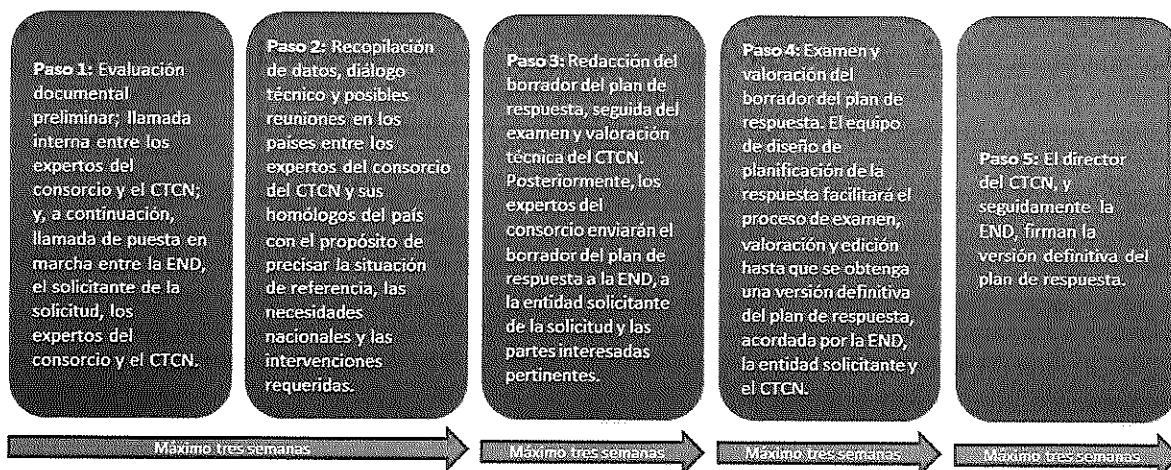 Paso 1: Evaluación
documental
preliminar; llamada
interna entre los
expertos del
consorcio y el CTCN;
y, a continuación,
llamada de puesta en
marcha entre la END,
el solicitante de la
solicitud, los
expertos del
consorcio y el CTCN.
Paso 2: Recopilación
de datos, diálogo
técnico y posibles
reuniones en los
países entre los
expertos del consorcio
del CTCN y sus
homólogos del país
con el propósito de
precisar la situación
de referencia, las
necesidades
nacionales y las
intervenciones
requeridas.
Paso 3: Redacción del
borrador del plan de
respuesta, seguida del
examen y valoración
técnica del CTCN.
Posteriormente, los
expertos del
consorcio enviarán el
borrador del plan de
respuesta a la END, a
la entidad solicitante
de la solicitud y las
partes interesadas
pertinentes.
Paso 4: Examen y
valoración del
borrador del plan de
respuesta. El equipo
de diseño de
planificación de la
respuesta facilitará el
proceso de examen,
valoración y edición
hasta que se obtenga
una versión definitiva
del plan de respuesta,
acordada por la END,
la entidad solicitante y
el CTCN.
Paso 5: El director
del CTCN, y
seguidamente la
END, firman la
versión definitiva del
plan de respuesta.
Máximo tres semanas
Máximo tres semanas
Máximo tres semanas
Máximo tres semanas